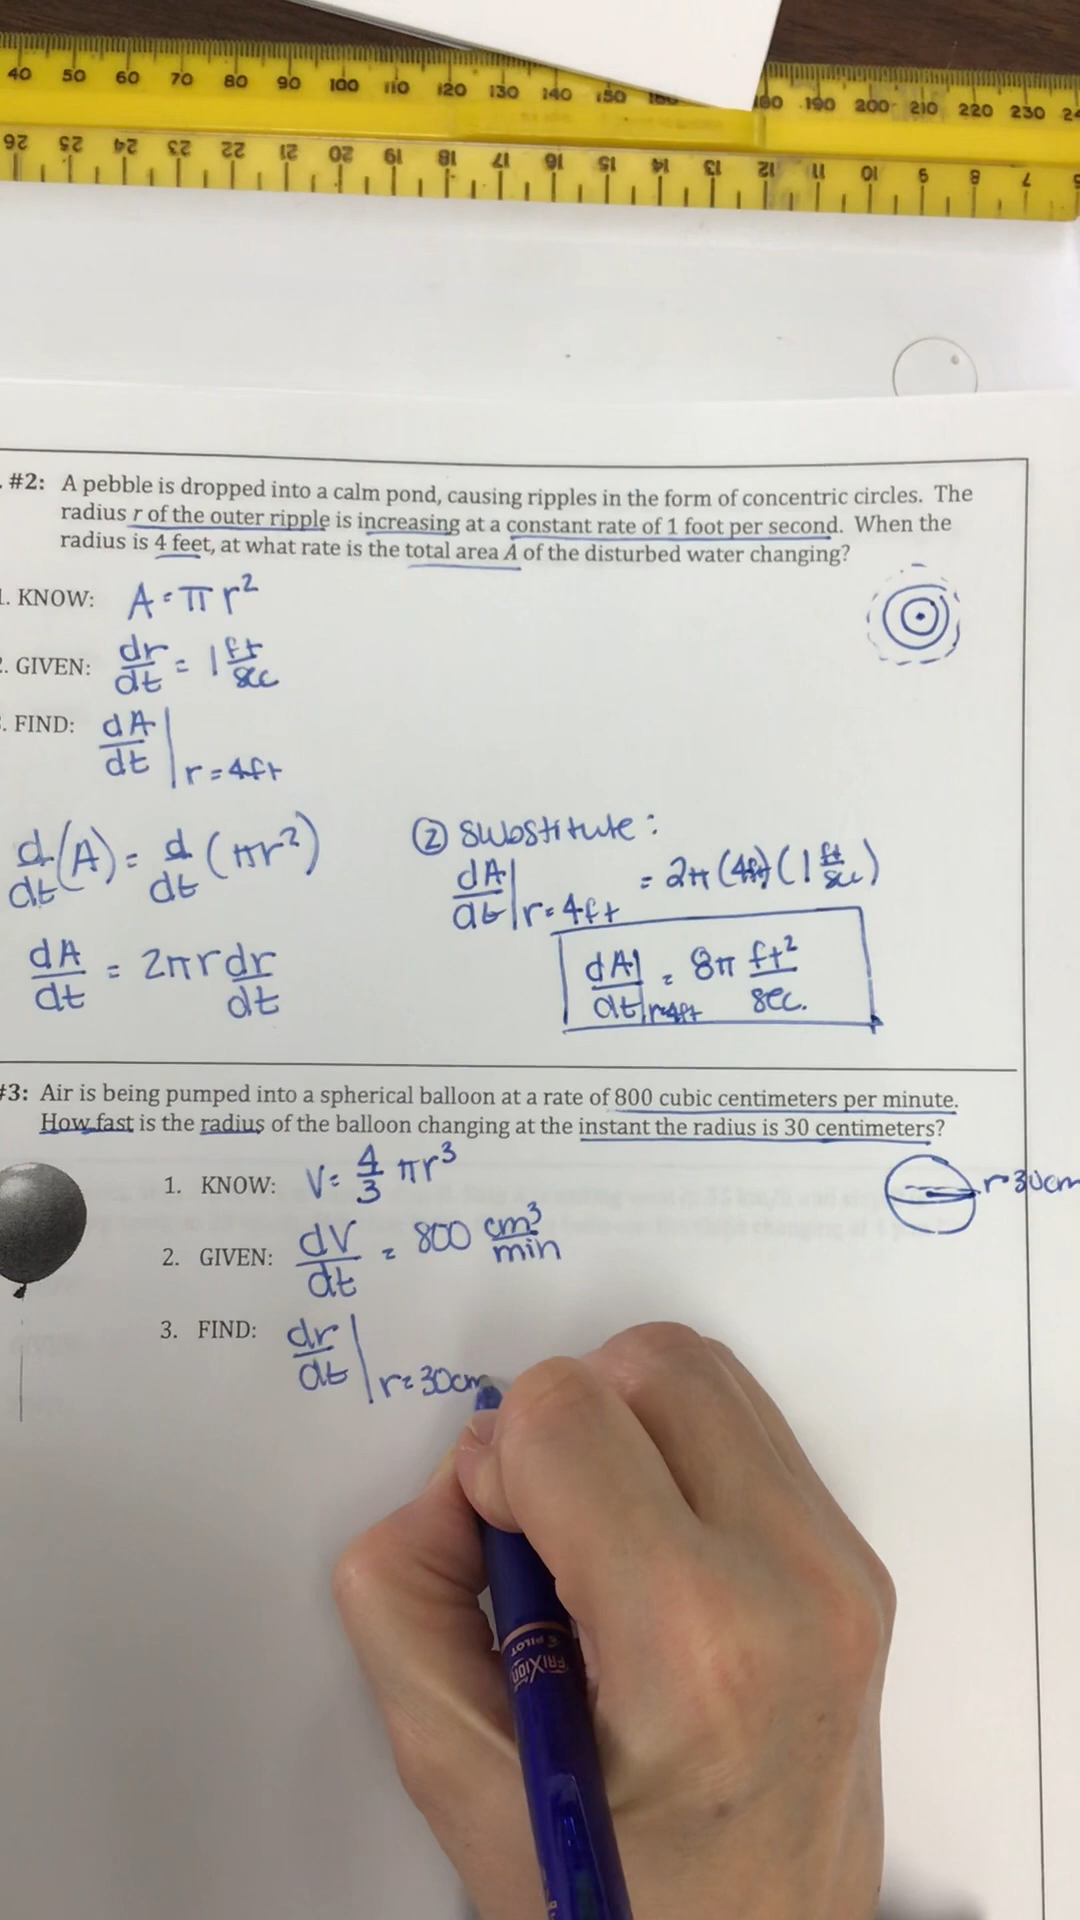 40 50 60 70 80 90 100 110 120 130 140 150 160 180 190 200 210 220 230 24
26 25 24 23 22 21 20 19 18 17 16 15 14 13 12 11 10 9 8 7
#2: A pebble is dropped into a calm pond, causing ripples in the form of concentric circles. The
radius r of the outer ripple is increasing at a constant rate of 1 foot per second. When the
radius is 4 feet, at what rate is the total area A of the disturbed water changing?
1. KNOW: A = πr²
2. GIVEN: dr/dt = 1 ft/sec
3. FIND: dA/dt | r = 4ft
d/dt (A) = d/dt (πr²)
dA/dt = 2πr dr/dt
② substitute:
dA/dt | r = 4ft = 2π (4ft) (1 ft/sec)
dA/dt | r=4ft = 8π ft²/sec.
#3: Air is being pumped into a spherical balloon at a rate of 800 cubic centimeters per minute.
How fast is the radius of the balloon changing at the instant the radius is 30 centimeters?
1. KNOW: V = 4/3 πr³
r=30cm
2. GIVEN: dV/dt = 800 cm³/min
3. FIND: dr/dt | r = 30cm
PILOT
FRIXION